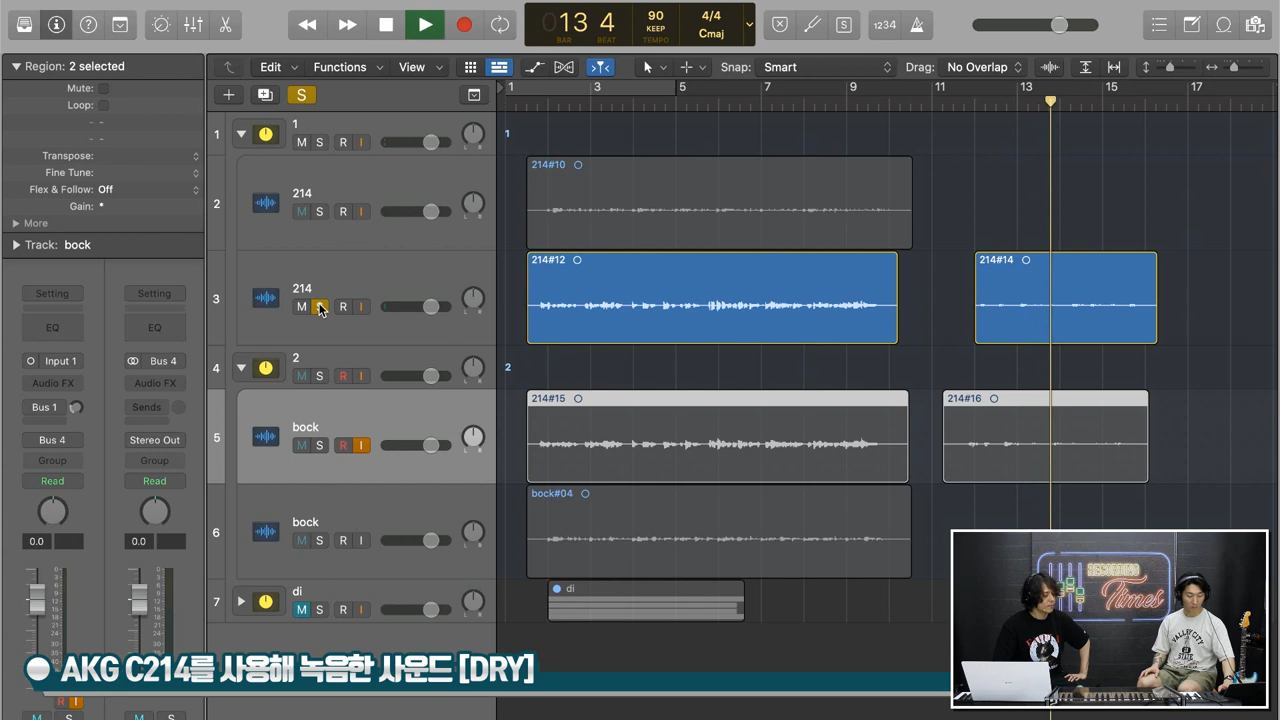 13 4
BAR BEAT
90
KEEP
TEMPO
4/4
Cmaj
S
1234
Region: 2 selected
Mute:
Loop:
Transpose:
Fine Tune:
Flex & Follow: Off
Gain:
More
Track: bock
Setting Setting
EQ EQ
Input 1 Bus 4
Audio FX Audio FX
Bus 1 Sends
Bus 4 Stereo Out
Group Group
Read Read
0.0 0.0
R I
M S M S
Edit Functions View
Snap: Smart Drag: No Overlap
S
1 3 5 7 9 11 13 15 17
1 1
M S R I
1
2 214
M S R I
214#10
3 214
M R I
214#12 214#14
4 2
M S R I
2
5 bock
M S R I
214#15 214#16
6 bock
M S R I
bock#04
7 di
M S R I
di
AKG C214를 사용해 녹음한 사운드 [DRY]
RECORDING
Times